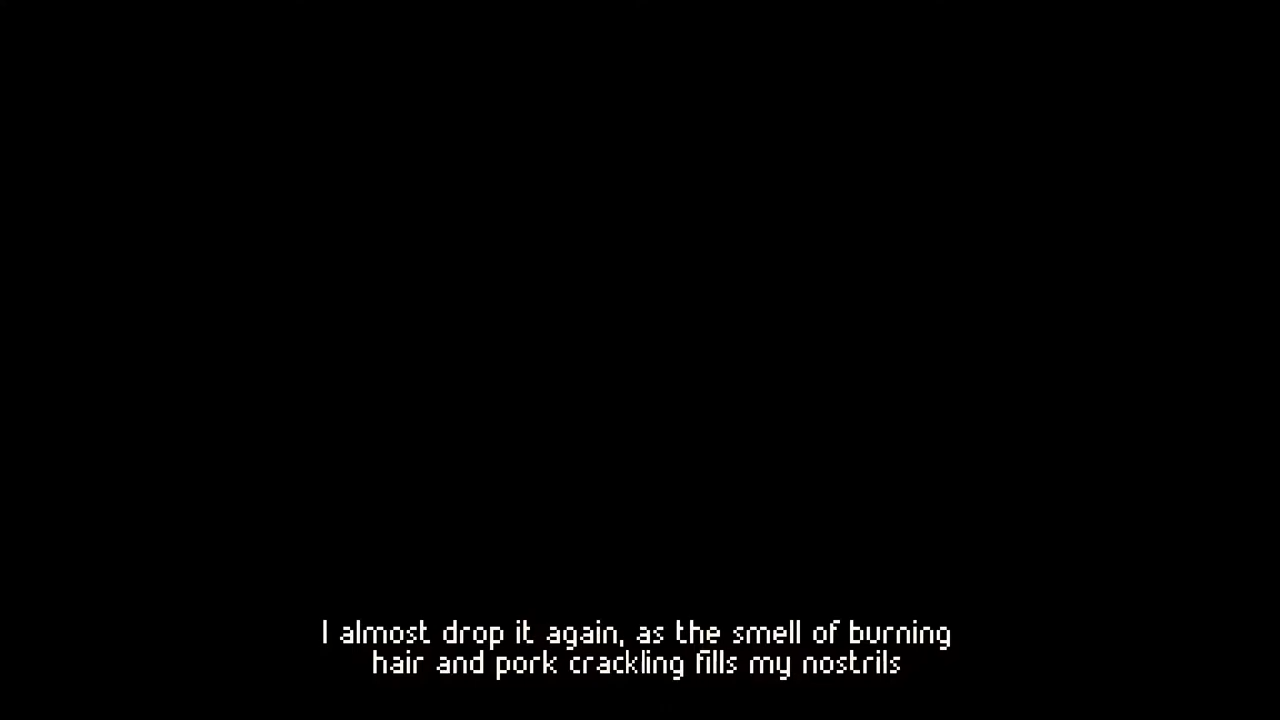 I almost drop it again, as the smell of burning
hair and pork crackling fills my nostrils